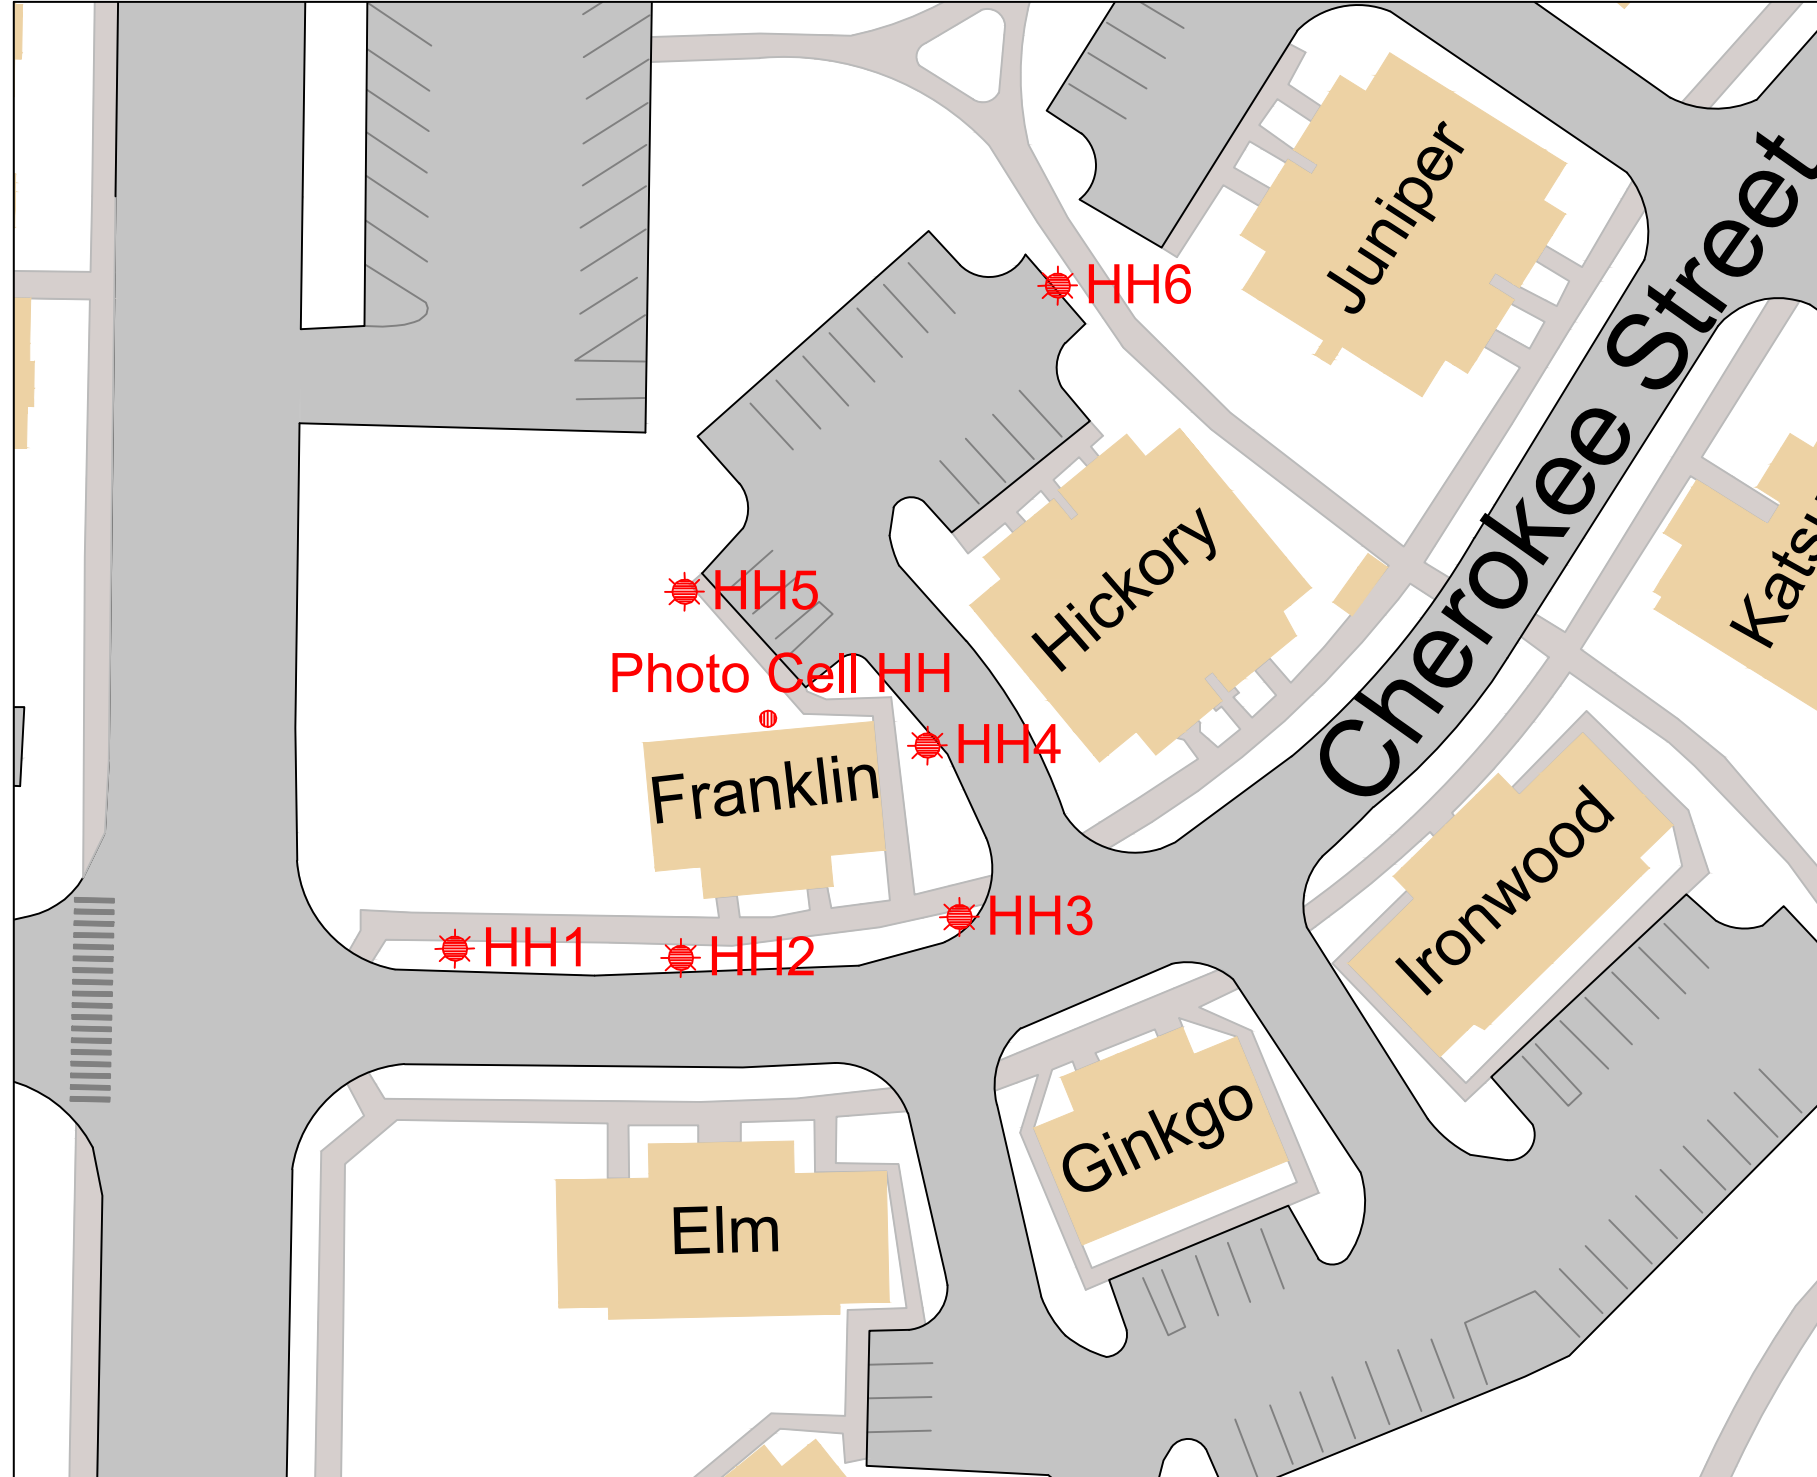 Juniper
Cherokee Street
HH6
Hickory
HH5
Photo Cell HH
HH4
Franklin
Ironwood
HH3
HH1
HH2
Ginkgo
Elm